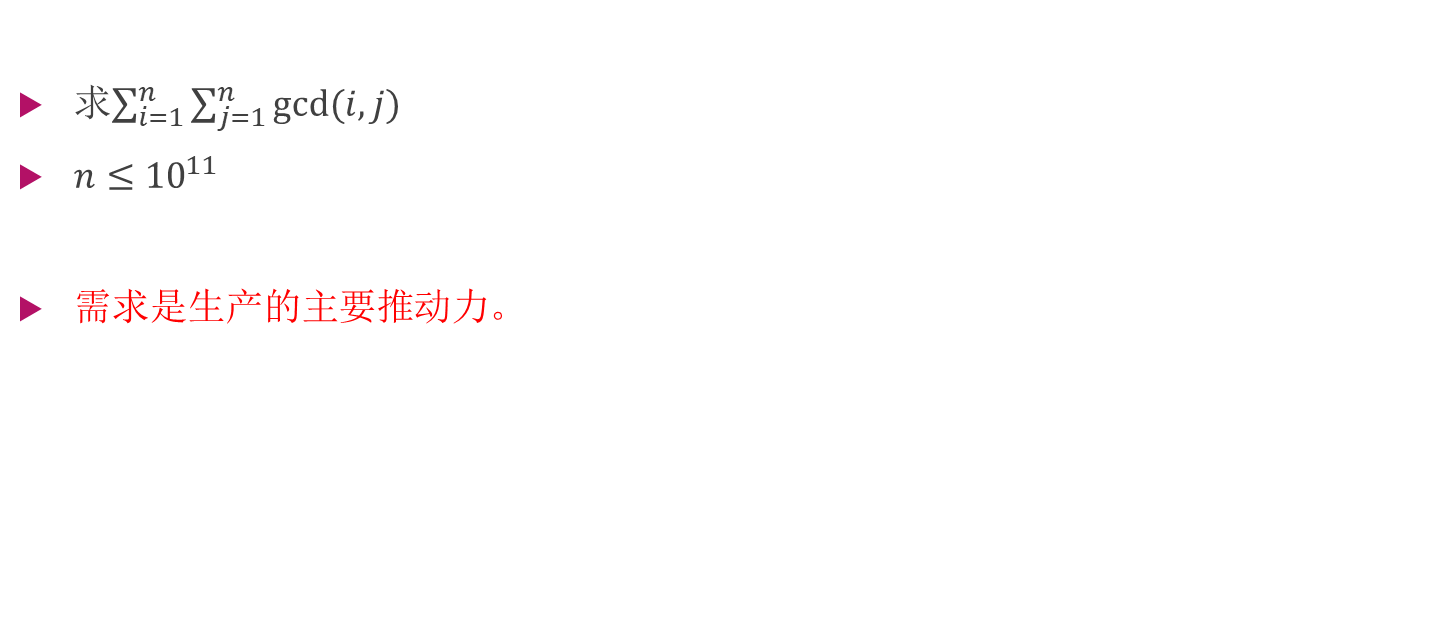 求∑_{i=1}^{n} ∑_{j=1}^{n} gcd(i, j)
n ≤ 10^{11}
需求是生产的主要推动力。